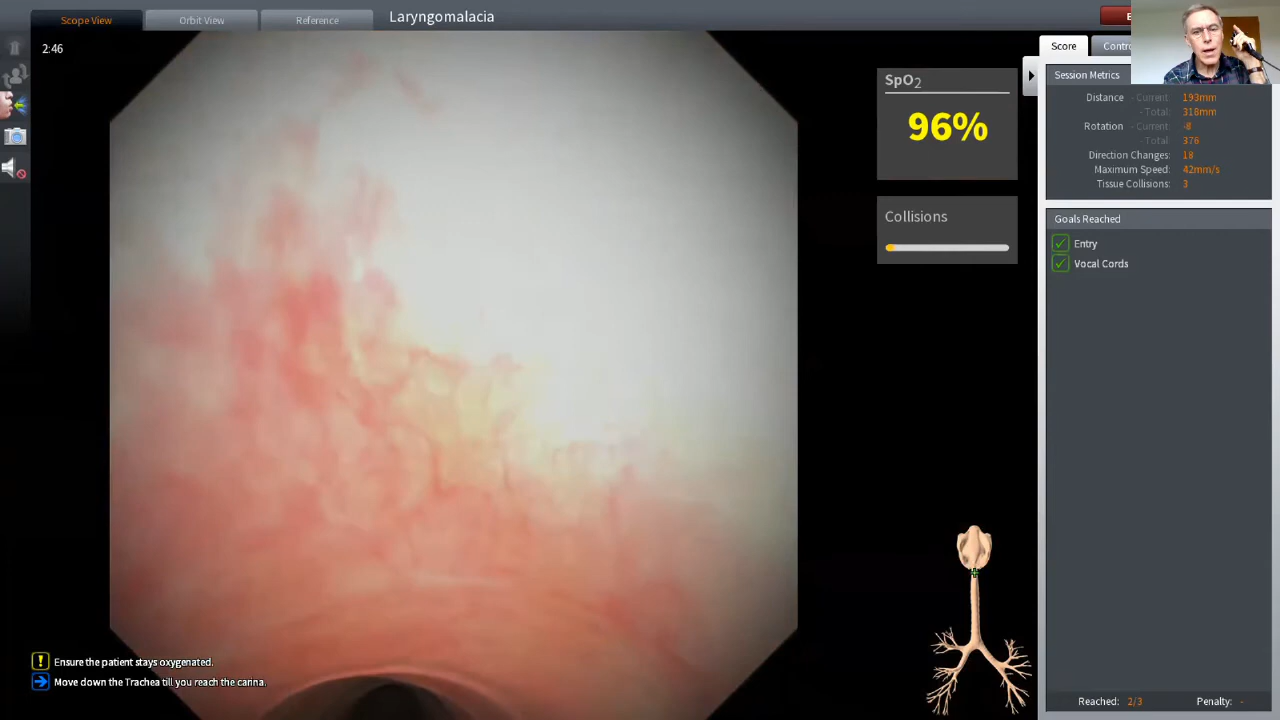 Scope View Orbit View Reference Laryngomalacia
2:46
SpO2
96%
Collisions
Score
Session Metrics
Distance - Current: 193mm
- Total: 318mm
Rotation - Current: -8
- Total: 376
Direction Changes: 18
Maximum Speed: 42mm/s
Tissue Collisions: 3
Goals Reached
Entry
Vocal Cords
! Ensure the patient stays oxygenated.
Move down the Trachea till you reach the carina.
Reached: 2/3 Penalty: -